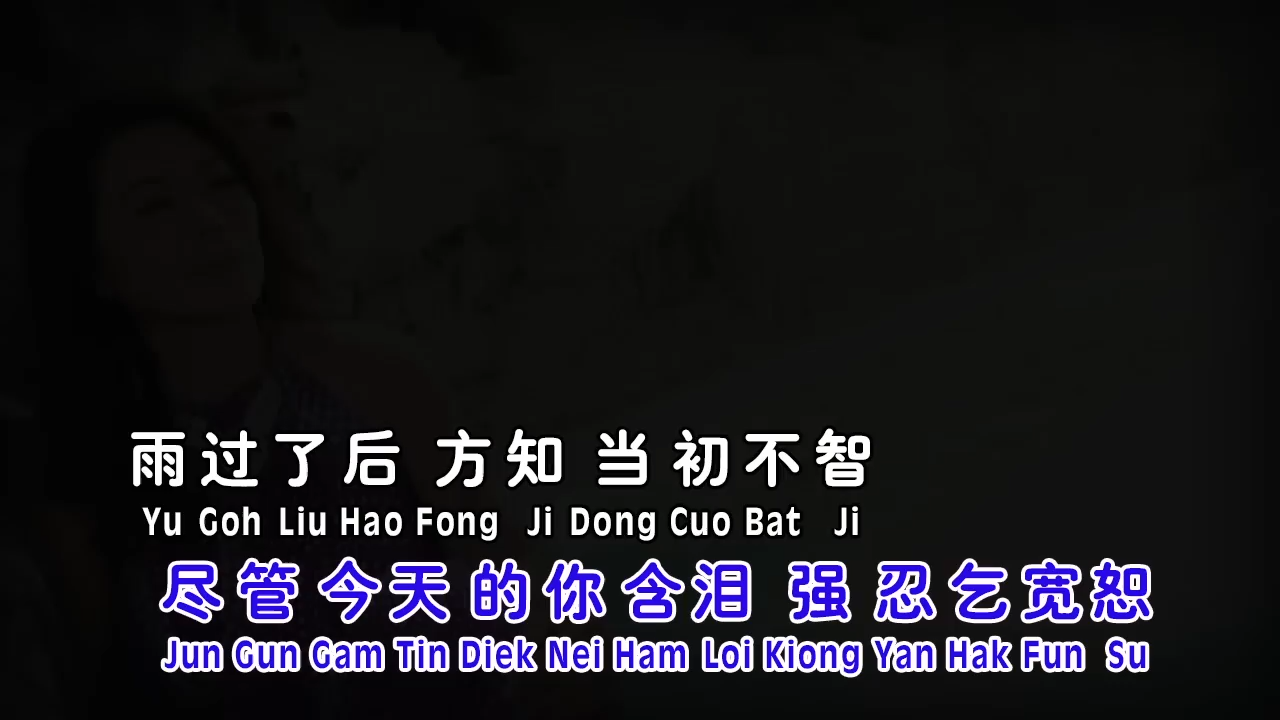 雨过了后 方知 当初不智
Yu Goh Liu Hao Fong Ji Dong Cuo Bat Ji
尽管今天的你含泪 强忍乞宽恕
Jun Gun Gam Tin Diek Nei Ham Loi Kiong Yan Hak Fun Su